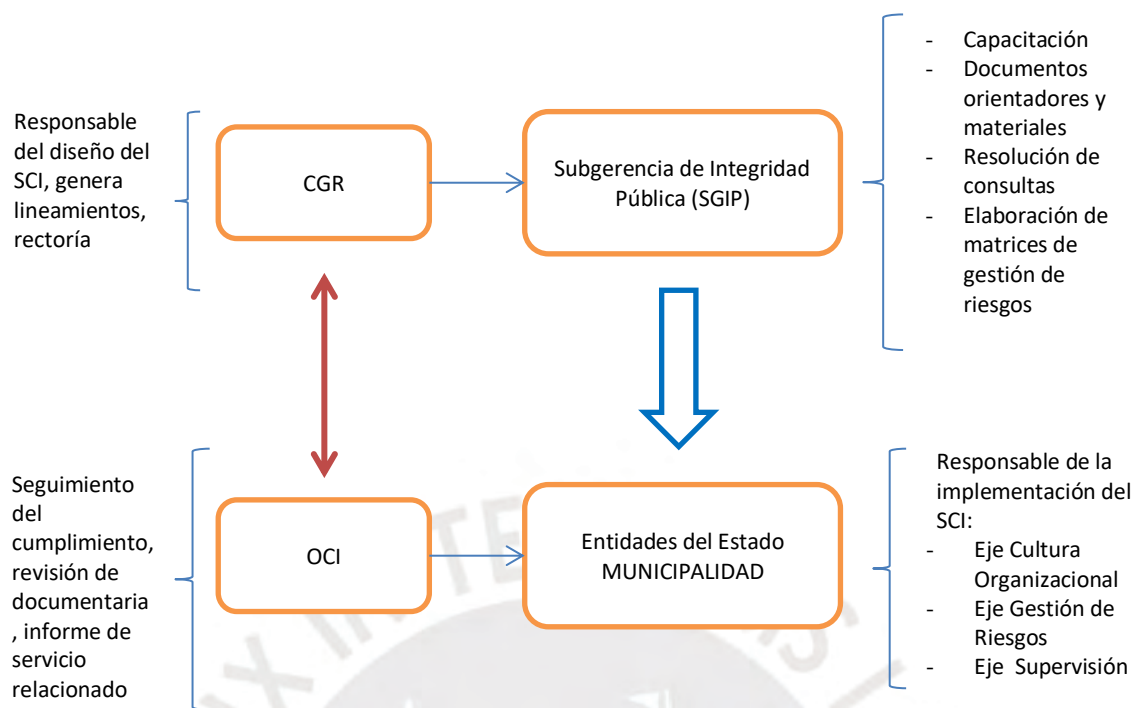 Responsable
del diseño del
SCI, genera
lineamientos,
rectoría
CGR
Subgerencia de Integridad
Pública (SGIP)
- Capacitación
- Documentos
orientadores y
materiales
- Resolución de
consultas
- Elaboración de
matrices de
gestión de
riesgos
Seguimiento
del
cumplimiento,
revisión de
documentaria
, informe de
servicio
relacionado
OCI
Entidades del Estado
MUNICIPALIDAD
Responsable de la
implementación del
SCI:
- Eje Cultura
Organizacional
- Eje Gestión de
Riesgos
- Eje Supervisión